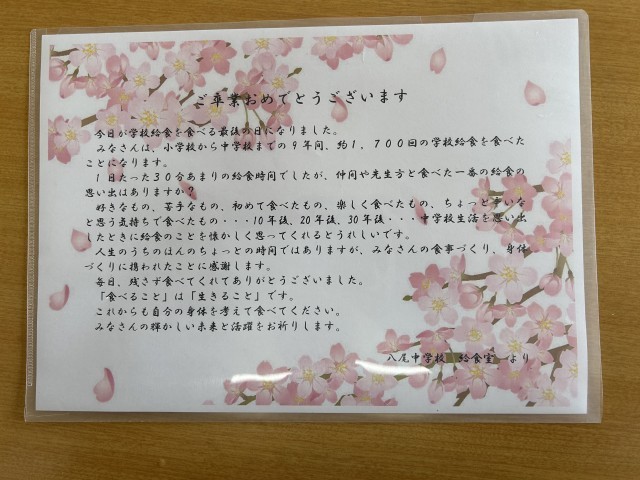 ご卒業おめでとうございます
今日が学校給食を食べる最後の日になりました。
みなさんは、小学校から中学校までの9年間、約1,700回の学校給食を食べた
ことになります。
1日たった30分あまりの給食時間でしたが、仲間や先生方と食べた一番の給食の
思い出はありますか?
好きなもの、苦手なもの、初めて食べたもの、楽しく食べたもの、ちょっと辛いな
と思う気持ちで食べたもの・・・10年後、20年後、30年後・・・中学校生活を思い出
したときに給食のことを懐かしく思ってくれるとうれしいです。
人生のうちのほんのちょっとの時間ではありますが、みなさんの食事づくり、身体
づくりに携われたことに感謝します。
毎日、残さず食べてくれてありがとうございました。
「食べること」は「生きること」です。
これからも自分の身体を考えて食べてください。
みなさんの輝かしい未来と活躍をお祈りします。
八尾中学校 給食室 より